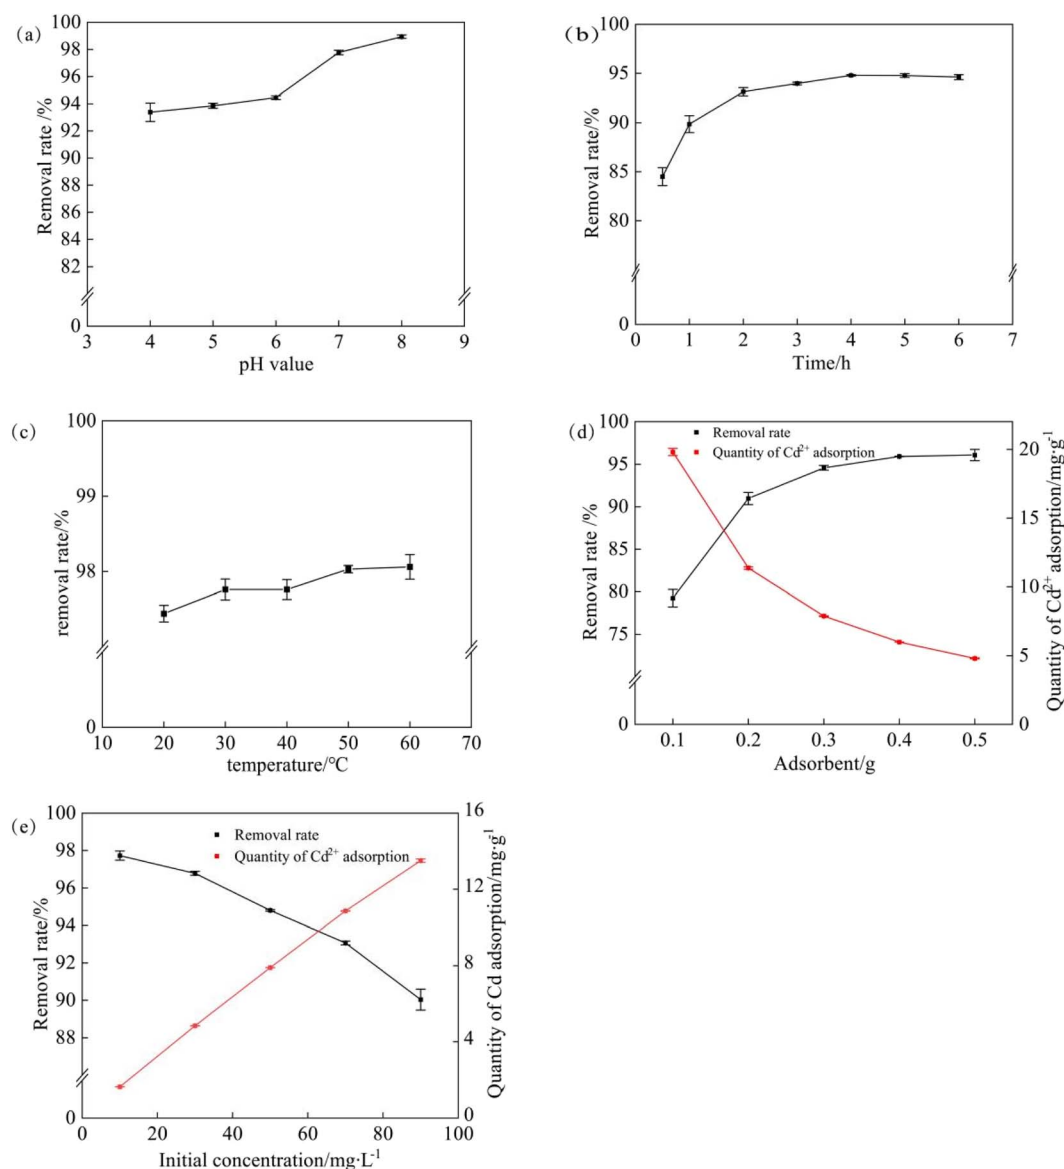 (a)
100
98
96
94
92
90
88
86
84
82
0
Removal rate /%
3 4 5 6 7 8 9
pH value
(b)
100
95
90
85
80
0
Removal rate/%
0 1 2 3 4 5 6 7
Time/h
(c)
100
99
98
0
removal rate/%
10 20 30 40 50 60 70
temperature/℃
(d)
Removal rate
Quantity of Cd²⁺ adsorption
100
95
90
85
80
75
0
Removal rate /%
20
15
10
5
0
Quantity of Cd²⁺ adsorption/mg·g⁻¹
0.1 0.2 0.3 0.4 0.5
Adsorbent/g
(e)
Removal rate
Quantity of Cd²⁺ adsorption
100
98
96
94
92
90
88
0
Removal rate/%
16
12
8
4
0
Quantity of Cd adsorption/mg·g⁻¹
0 20 40 60 80 100
Initial concentration/mg·L⁻¹